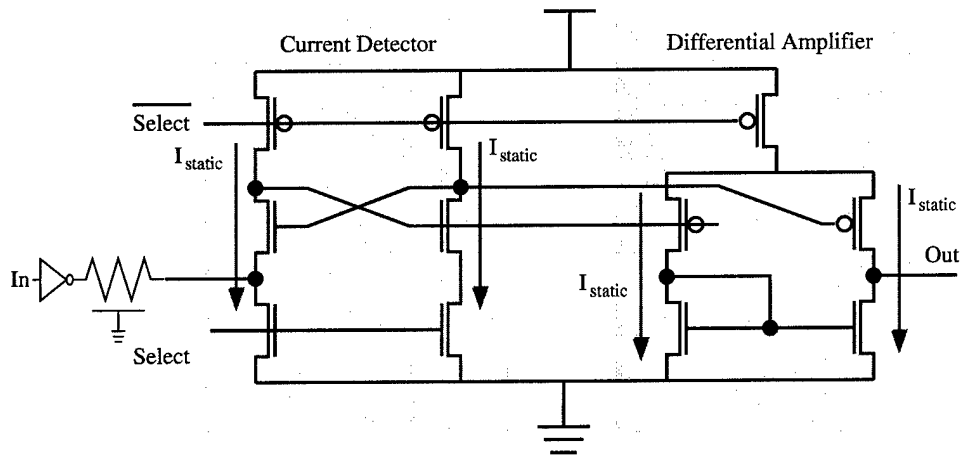 Current Detector
Differential Amplifier
Select
I static
I static
I static
I static
In
Out
Select